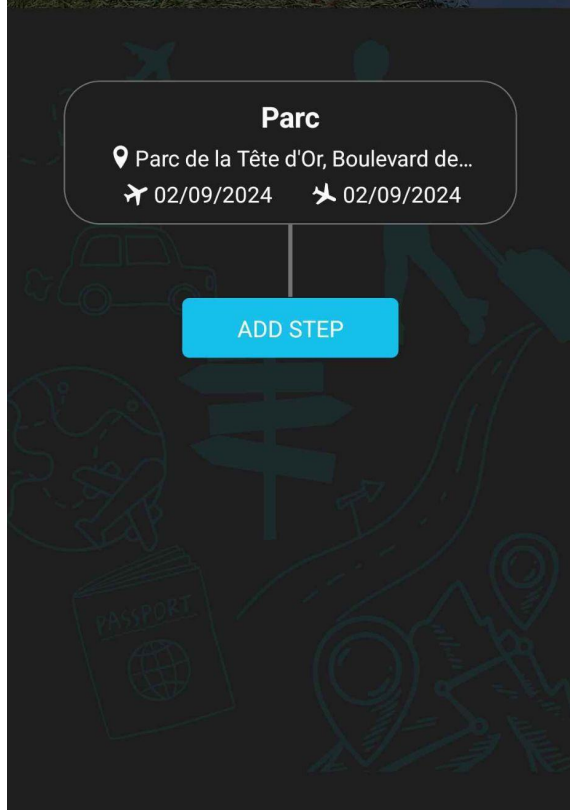 Parc
Parc de la Tête d'Or, Boulevard de...
02/09/2024 02/09/2024
ADD STEP
PASSPORT